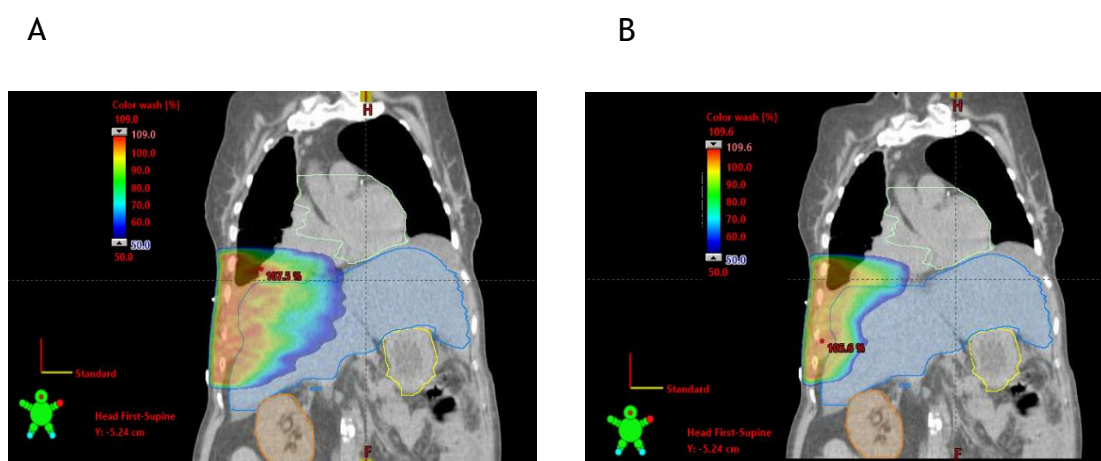 A
B
Color wash [%]
109.0
109.0
100.0
90.0
80.0
70.0
60.0
50.0
50.0
H
107.5 %
Standard
Head First-Supine
Y: -5.24 cm
F
Color wash [%]
109.6
109.6
100.0
90.0
80.0
70.0
60.0
50.0
50.0
H
105.6 %
Standard
Head First-Supine
Y: -5.24 cm
F